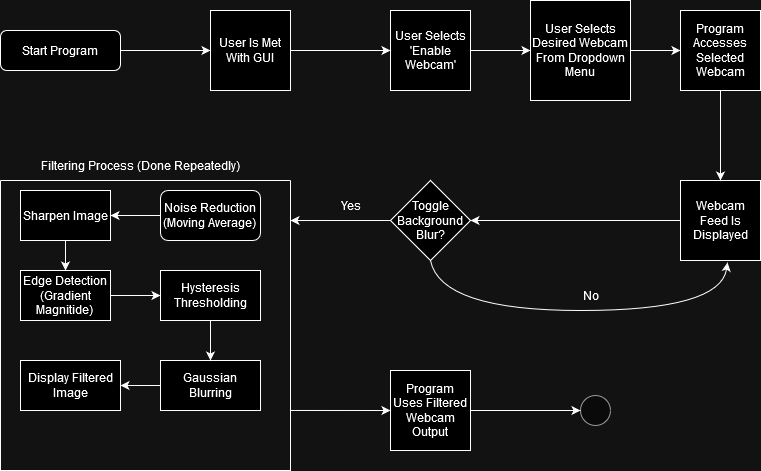 Start Program
User Is Met
With GUI
User Selects
'Enable
Webcam'
User Selects
Desired Webcam
From Dropdown
Menu
Program
Accesses
Selected
Webcam
Filtering Process (Done Repeatedly)
Noise Reduction
(Moving Average)
Sharpen Image
Edge Detection
(Gradient
Magnitide)
Hysteresis
Thresholding
Gaussian
Blurring
Display Filtered
Image
Yes
Toggle
Background
Blur?
No
Webcam
Feed Is
Displayed
Program
Uses Filtered
Webcam
Output